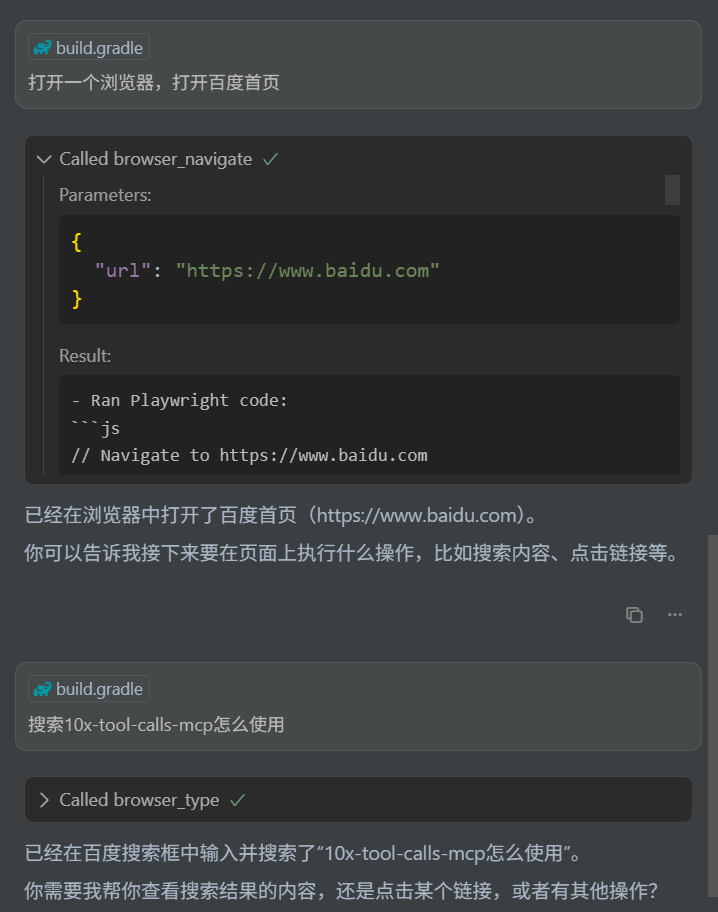 build.gradle
打开一个浏览器，打开百度首页
Called browser_navigate
Parameters:
{
"url": "https://www.baidu.com"
}
Result:
- Ran Playwright code:
```js
// Navigate to https://www.baidu.com
已经在浏览器中打开了百度首页（https://www.baidu.com）。
你可以告诉我接下来要在页面上执行什么操作，比如搜索内容、点击链接等。
build.gradle
搜索10x-tool-calls-mcp怎么使用
Called browser_type
已经在百度搜索框中输入并搜索了“10x-tool-calls-mcp怎么使用”。
你需要我帮你查看搜索结果的内容，还是点击某个链接，或者有其他操作？